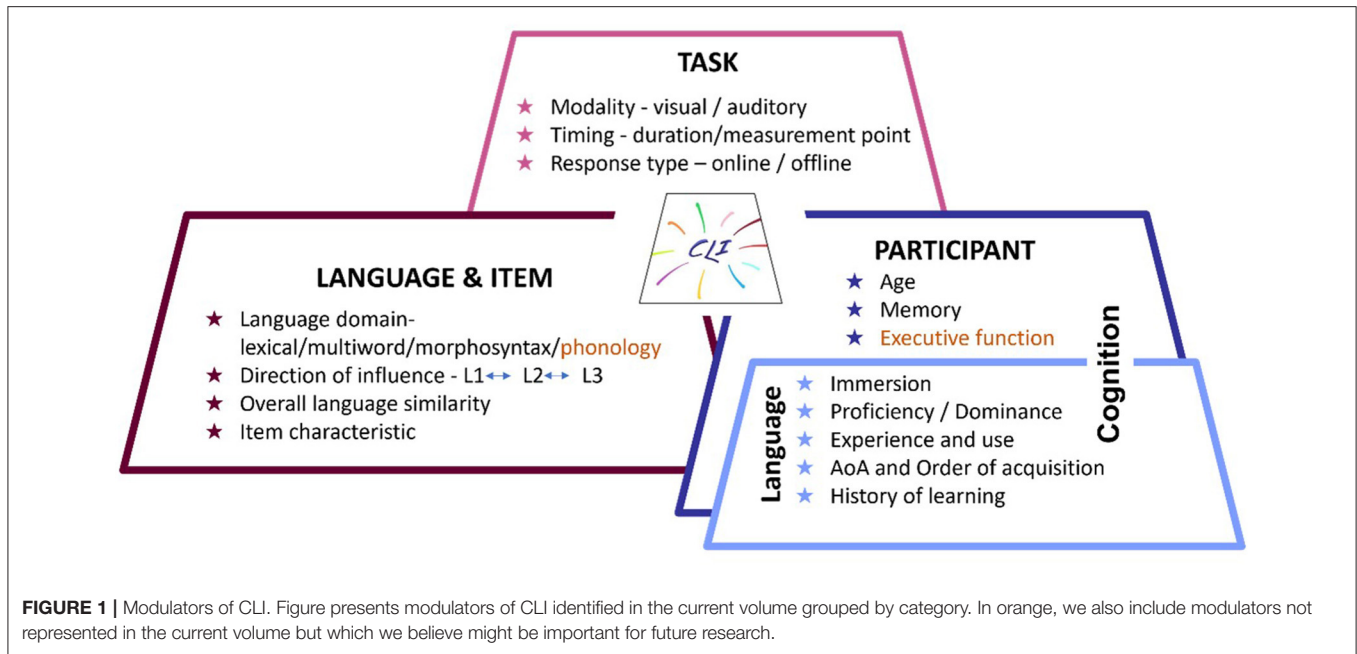 TASK
★ Modality - visual / auditory
★ Timing - duration/measurement point
★ Response type – online / offline
CLI
LANGUAGE & ITEM
★ Language domain-
lexical/multiword/morphosyntax/phonology
★ Direction of influence - L1↔ L2↔ L3
★ Overall language similarity
★ Item characteristic
PARTICIPANT
★ Age
★ Memory
★ Executive function
Cognition
Language
★ Immersion
★ Proficiency / Dominance
★ Experience and use
★ AoA and Order of acquisition
★ History of learning
FIGURE 1 | Modulators of CLI. Figure presents modulators of CLI identified in the current volume grouped by category. In orange, we also include modulators not
represented in the current volume but which we believe might be important for future research.